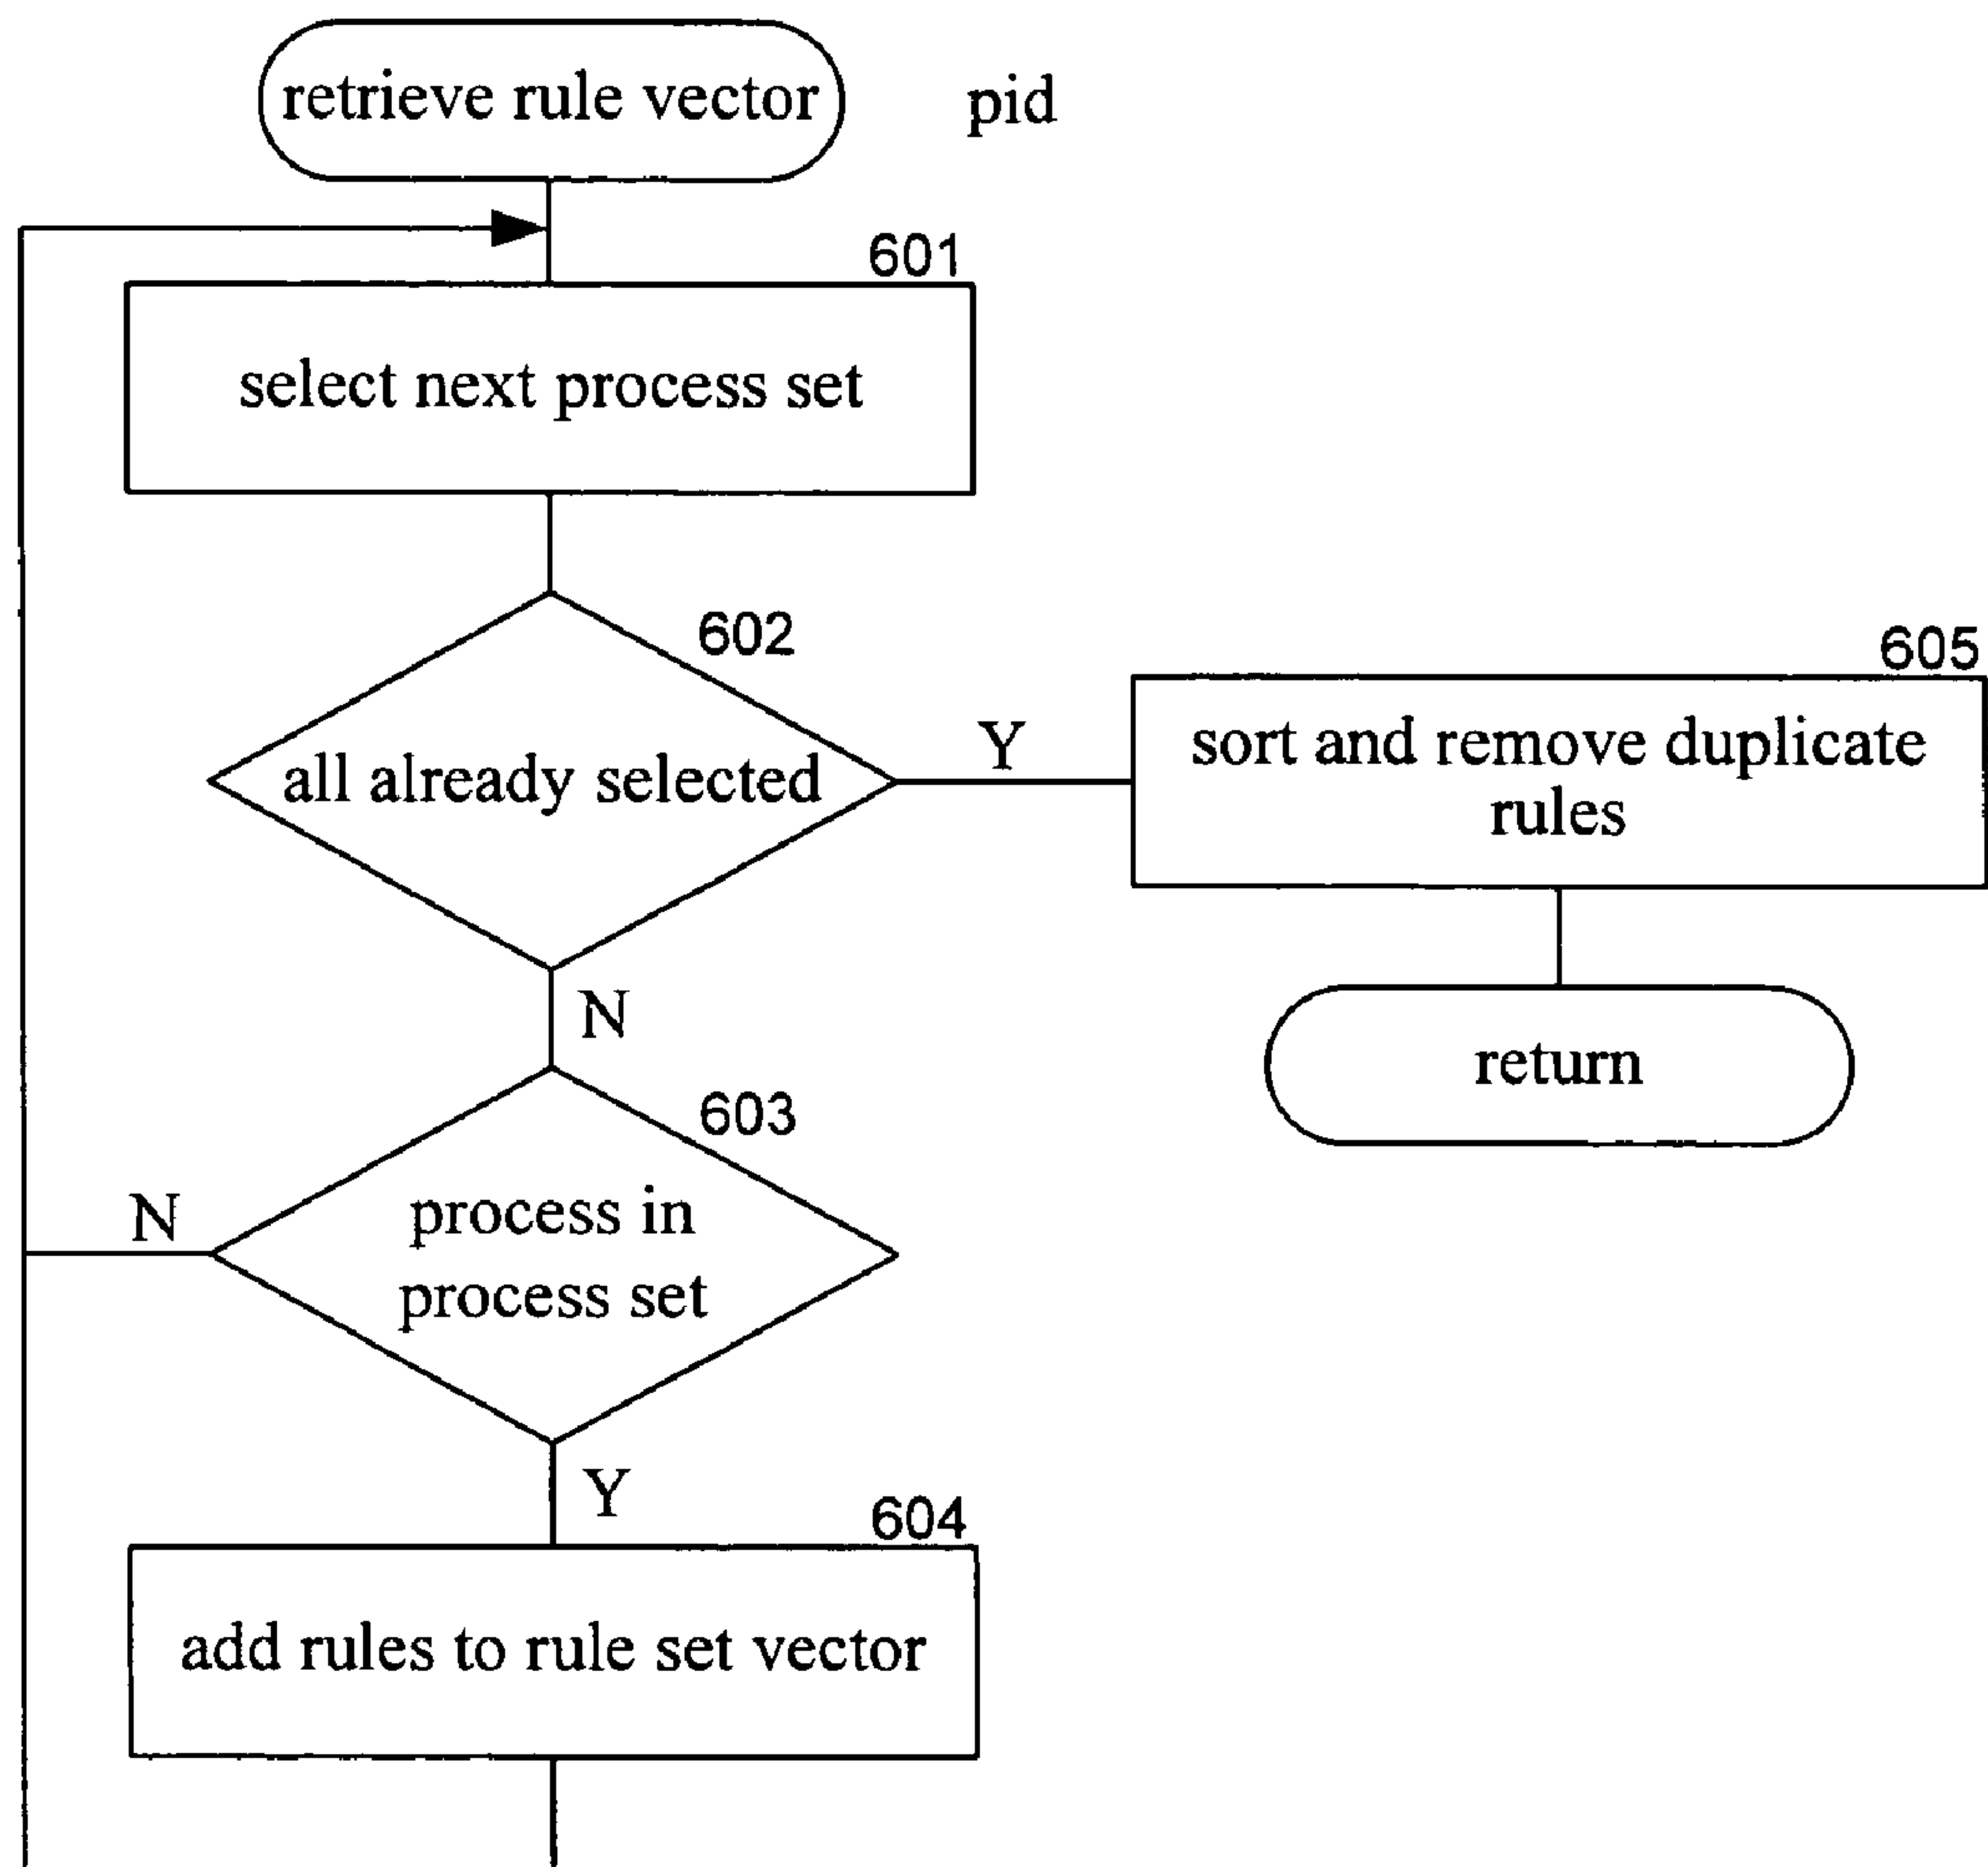 retrieve rule vector
pid
601
select next process set
602
all already selected
Y
605
sort and remove duplicate
rules
return
N
603
process in
process set
N
Y
604
add rules to rule set vector